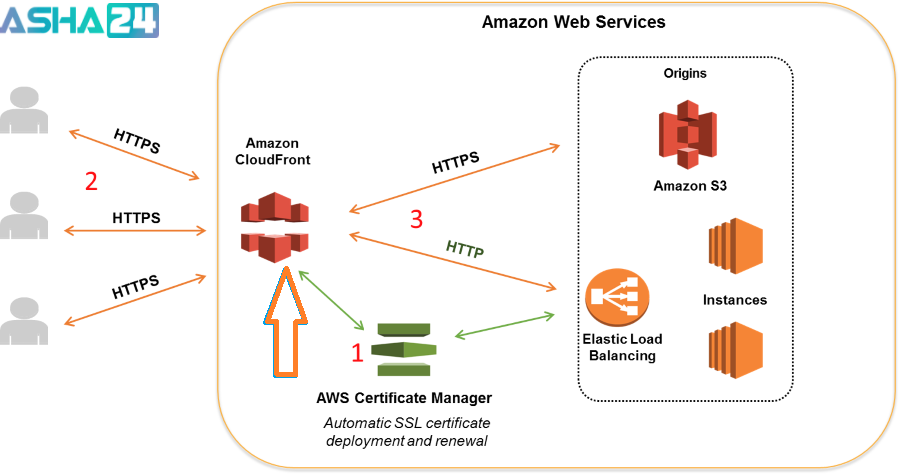 ASHA24
Amazon Web Services
Origins
HTTPS
Amazon
CloudFront
HTTPS
2
Amazon S3
HTTPS
3
HTTP
HTTPS
Instances
1
Elastic Load
Balancing
AWS Certificate Manager
Automatic SSL certificate
deployment and renewal